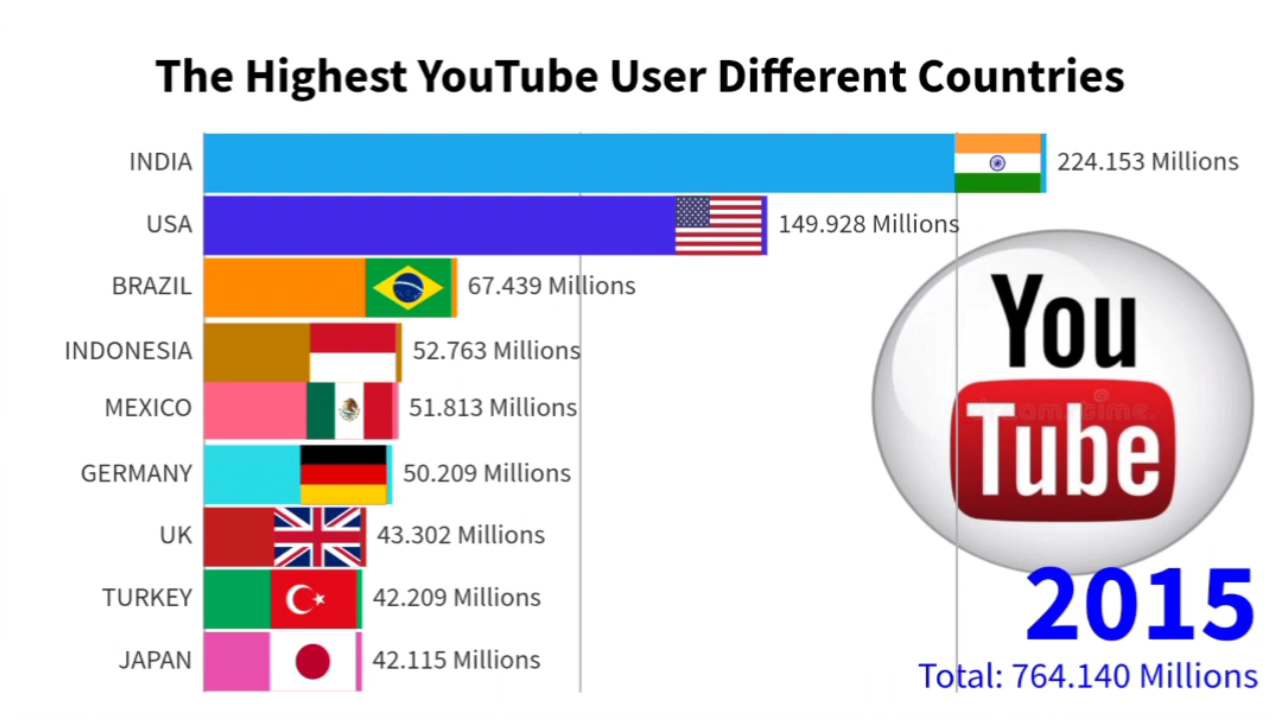 The Highest YouTube User Different Countries
INDIA 224.153 Millions
USA 149.928 Millions
BRAZIL 67.439 Millions
INDONESIA 52.763 Millions
MEXICO 51.813 Millions
GERMANY 50.209 Millions
UK 43.302 Millions
TURKEY 42.209 Millions
JAPAN 42.115 Millions
You
Tube
2015
Total: 764.140 Millions